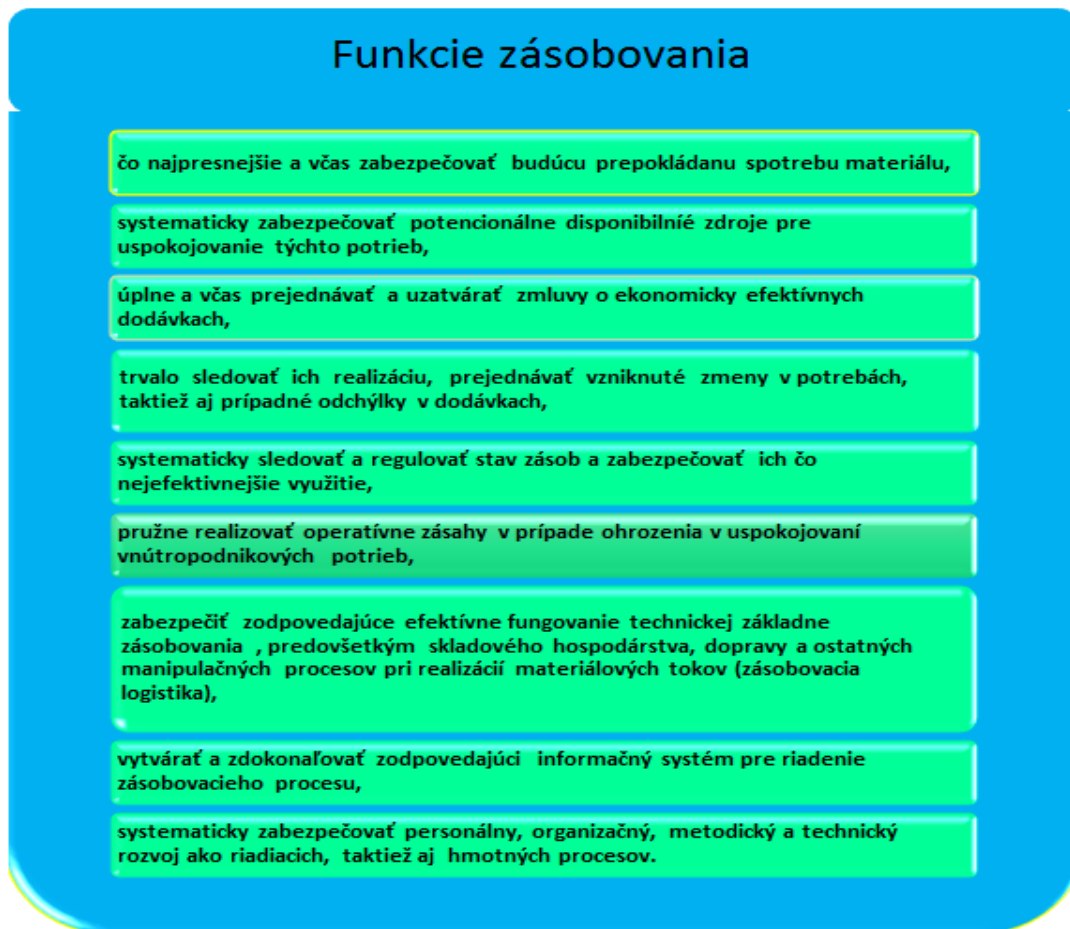 Funkcie zásobovania
čo najpresnejšie a včas zabezpečovať budúcu prepokládanu spotrebu materiálu,
systematicky zabezpečovať potencionálne disponibilníé zdroje pre
uspokojovanie týchto potrieb,
úplne a včas prejednávať a uzatvárať zmluvy o ekonomicky efektívnych
dodávkach,
trvalo sledovať ich realizáciu, prejednávať vzniknuté zmeny v potrebách,
taktiež aj prípadné odchýlky v dodávkach,
systematicky sledovať a regulovať stav zásob a zabezpečovať ich čo
nejefektivnejšie využitie,
pružne realizovať operatívne zásahy v prípade ohrozenia v uspokojovaní
vnútropodnikových potrieb,
zabezpečiť zodpovedajúce efektívne fungovanie technickej základne
zásobovania , predovšetkým skladového hospodárstva, dopravy a ostatných
manipulačných procesov pri realizácií materiálových tokov (zásobovacia
logistika),
vytvárať a zdokonaľovať zodpovedajúci informačný systém pre riadenie
zásobovacieho procesu,
systematicky zabezpečovať personálny, organizačný, metodický a technický
rozvoj ako riadiacich, taktiež aj hmotných procesov.